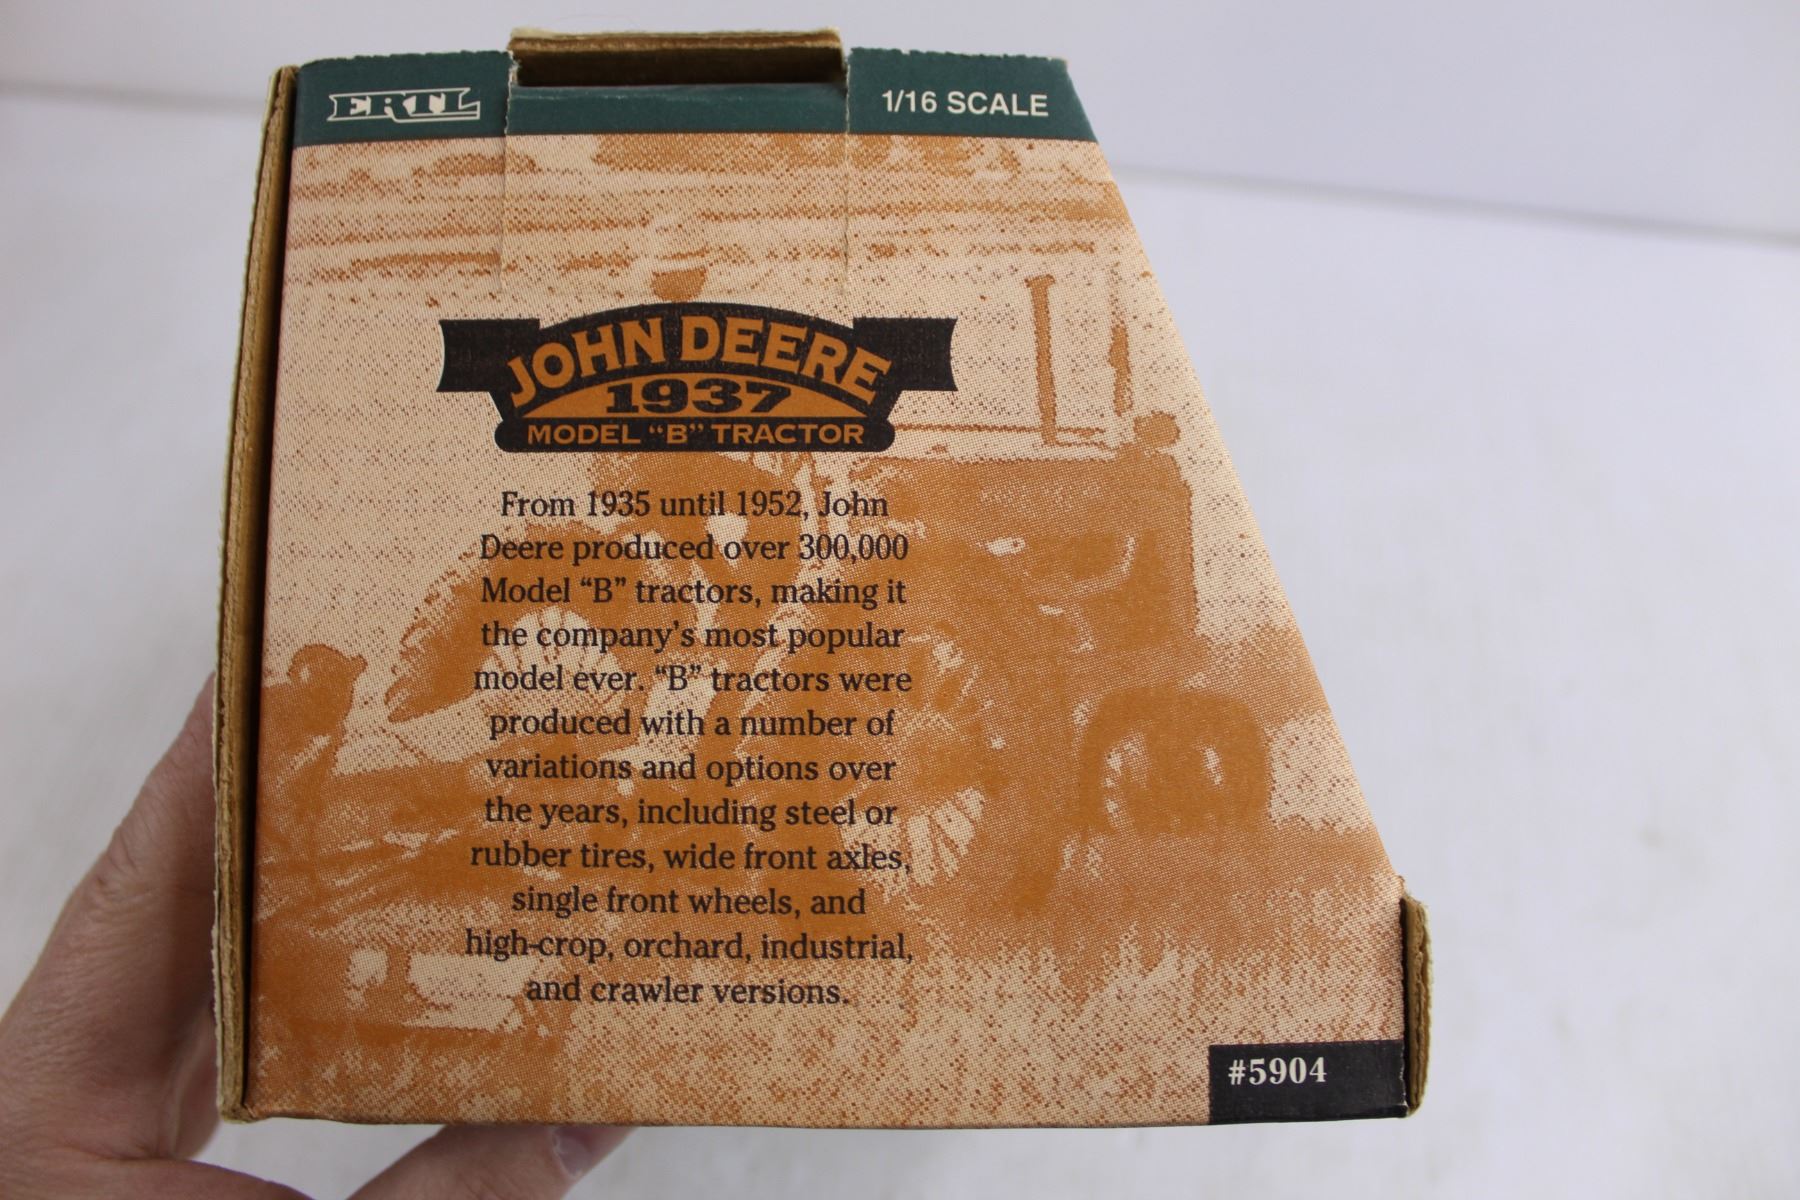 ERTL
1/16 SCALE
JOHN DEERE
1937
MODEL “B” TRACTOR
From 1935 until 1952, John
Deere produced over 300,000
Model “B” tractors, making it
the company’s most popular
model ever. “B” tractors were
produced with a number of
variations and options over
the years, including steel or
rubber tires, wide front axles,
single front wheels, and
high-crop, orchard, industrial,
and crawler versions.
#5904